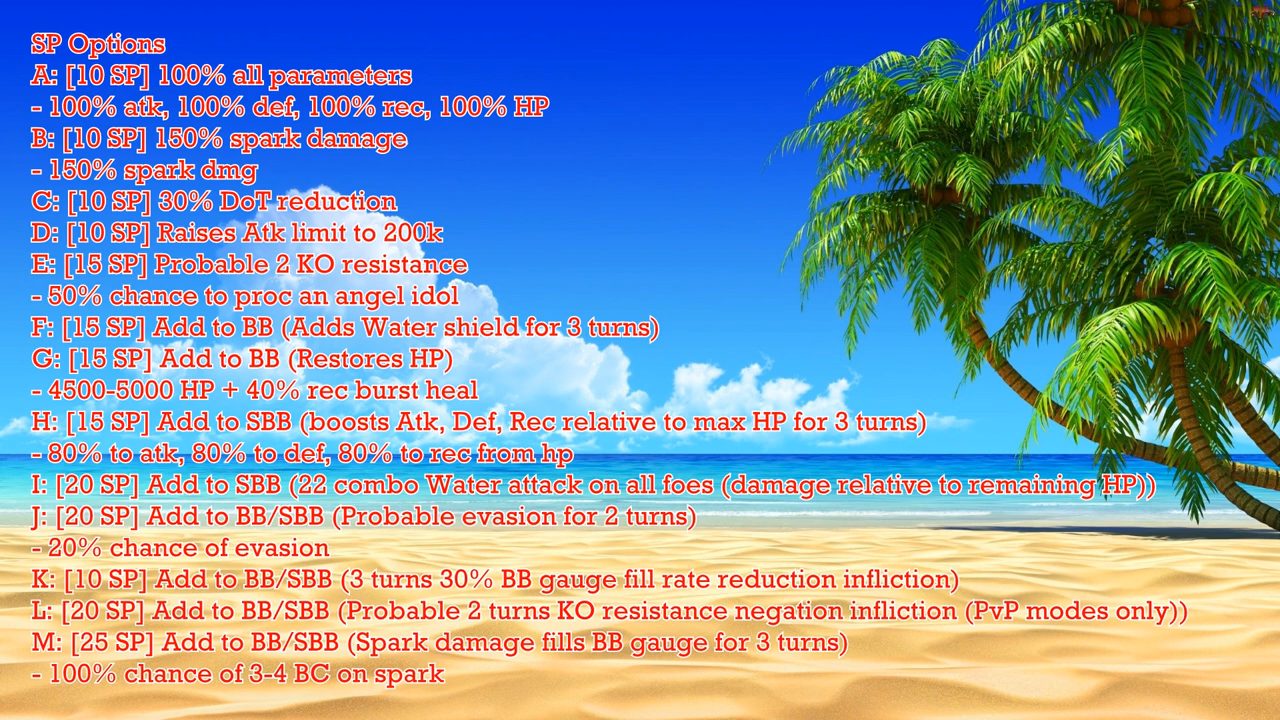 SP Options
A: [10 SP] 100% all parameters
- 100% atk, 100% def, 100% rec, 100% HP
B: [10 SP] 150% spark damage
- 150% spark dmg
C: [10 SP] 30% DoT reduction
D: [10 SP] Raises Atk limit to 200k
E: [15 SP] Probable 2 KO resistance
- 50% chance to proc an angel idol
F: [15 SP] Add to BB (Adds Water shield for 3 turns)
G: [15 SP] Add to BB (Restores HP)
- 4500-5000 HP + 40% rec burst heal
H: [15 SP] Add to SBB (boosts Atk, Def, Rec relative to max HP for 3 turns)
- 80% to atk, 80% to def, 80% to rec from hp
I: [20 SP] Add to SBB (22 combo Water attack on all foes (damage relative to remaining HP))
J: [20 SP] Add to BB/SBB (Probable evasion for 2 turns)
- 20% chance of evasion
K: [10 SP] Add to BB/SBB (3 turns 30% BB gauge fill rate reduction infliction)
L: [20 SP] Add to BB/SBB (Probable 2 turns KO resistance negation infliction (PvP modes only))
M: [25 SP] Add to BB/SBB (Spark damage fills BB gauge for 3 turns)
- 100% chance of 3-4 BC on spark